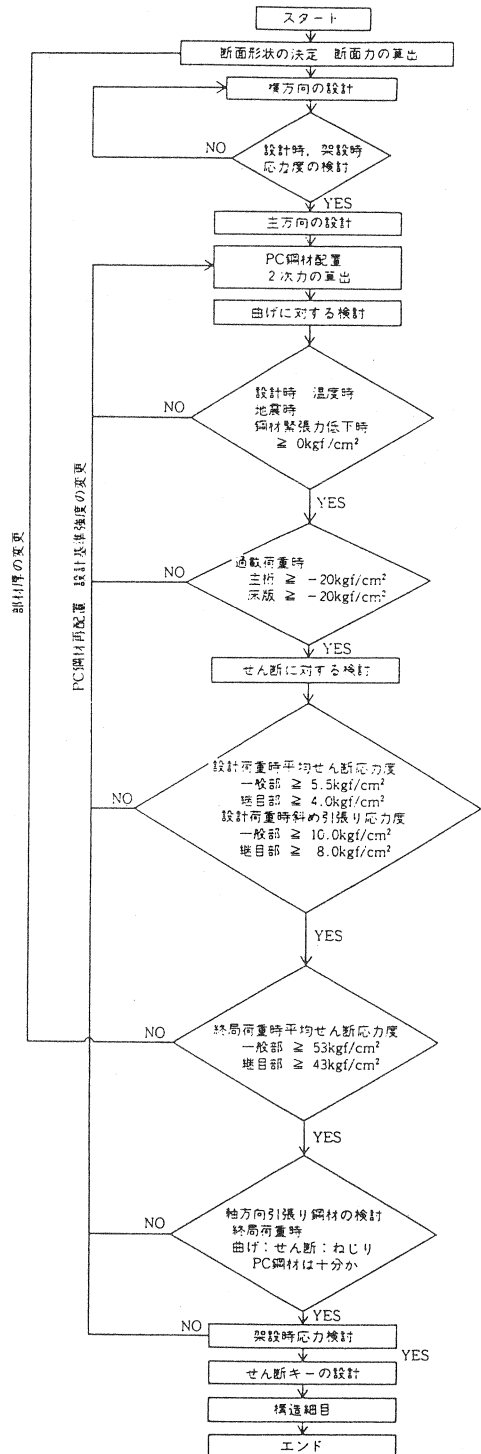 スタート
断面形状の決定　断面力の算出
横方向の設計
NO
設計時，架設時
応力度の検討
YES
主方向の設計
PC鋼材配置
2次力の算出
曲げに対する検討
NO
設計時　温度時
地震時
鋼材緊張力低下時
≧ 0kgf/cm²
YES
部材厚の変更
PC鋼材再配置　設計基準強度の変更
NO
過載荷重時
主桁 ≧ －20kgf/cm²
床版 ≧ －20kgf/cm²
YES
せん断に対する検討
NO
設計荷重時平均せん断応力度
一般部 ≧ 5.5kgf/cm²
継目部 ≧ 4.0kgf/cm²
設計荷重時斜め引張り応力度
一般部 ≧ 10.0kgf/cm²
継目部 ≧ 8.0kgf/cm²
YES
NO
終局荷重時平均せん断応力度
一般部 ≧ 53kgf/cm²
継目部 ≧ 43kgf/cm²
YES
NO
軸方向引張り鋼材の検討
終局荷重時
曲げ：せん断：ねじり
PC鋼材は十分か
YES
NO
架設時応力検討
YES
せん断キーの設計
構造細目
エンド